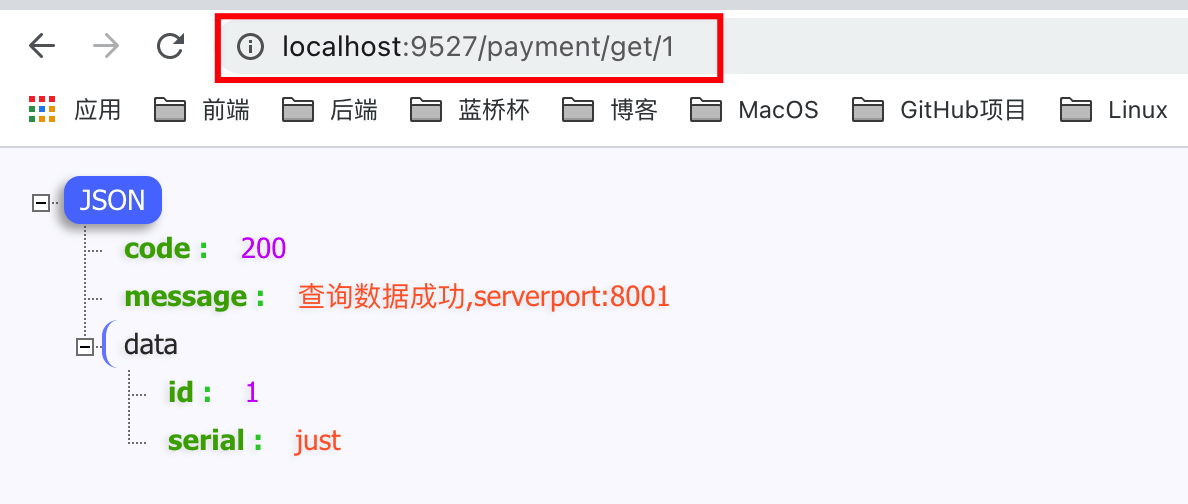 localhost:9527/payment/get/1
应用 前端 后端 蓝桥杯 博客 MacOS GitHub项目 Linux
JSON
code : 200
message : 查询数据成功,serverport:8001
data
id : 1
serial : just